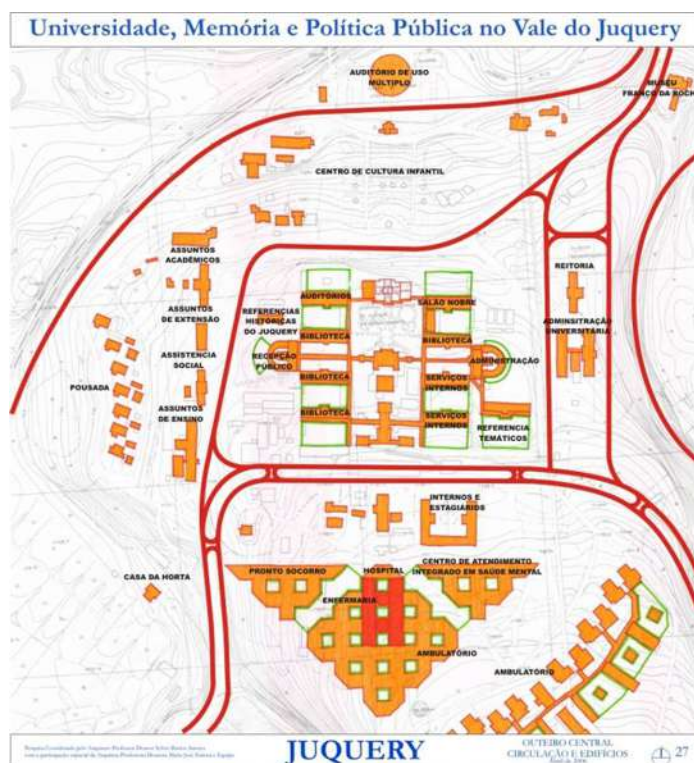 Universidade, Memória e Política Pública no Vale do Juquery
AUDITÓRIO DE USO
MÚLTIPLO
MUSEU
FRANCO DA ROCHA
CENTRO DE CULTURA INFANTIL
ASSUNTOS
ACADÊMICOS
REITORIA
AUDITÓRIOS
SALÃO NOBRE
ASSUNTOS
DE EXTENSÃO
REFERENCIAS
HISTÓRICAS
DO JUQUERY
ADMINSITRAÇÃO
UNIVERSITÁRIA
BIBLIOTECA
BIBLIOTECA
ASSISTENCIA
SOCIAL
RECEPÇÃO
PÚBLICO
ADMINISTRAÇÃO
POUSADA
BIBLIOTECA
SERVIÇOS
INTERNOS
ASSUNTOS
DE ENSINO
BIBLIOTECA
SERVIÇOS
INTERNOS
REFERENCIA
TEMÁTICOS
INTERNOS E
ESTAGIÁRIOS
CASA DA HORTA
PRONTO SOCORRO
HOSPITAL
CENTRO DE ATENDIMENTO
INTEGRADO EM SAÚDE MENTAL
ENFERMARIA
AMBULATÓRIO
AMBULATÓRIO
JUQUERY
OUTEIRO CENTRAL
CIRCULAÇÃO E EDIFÍCIOS
27